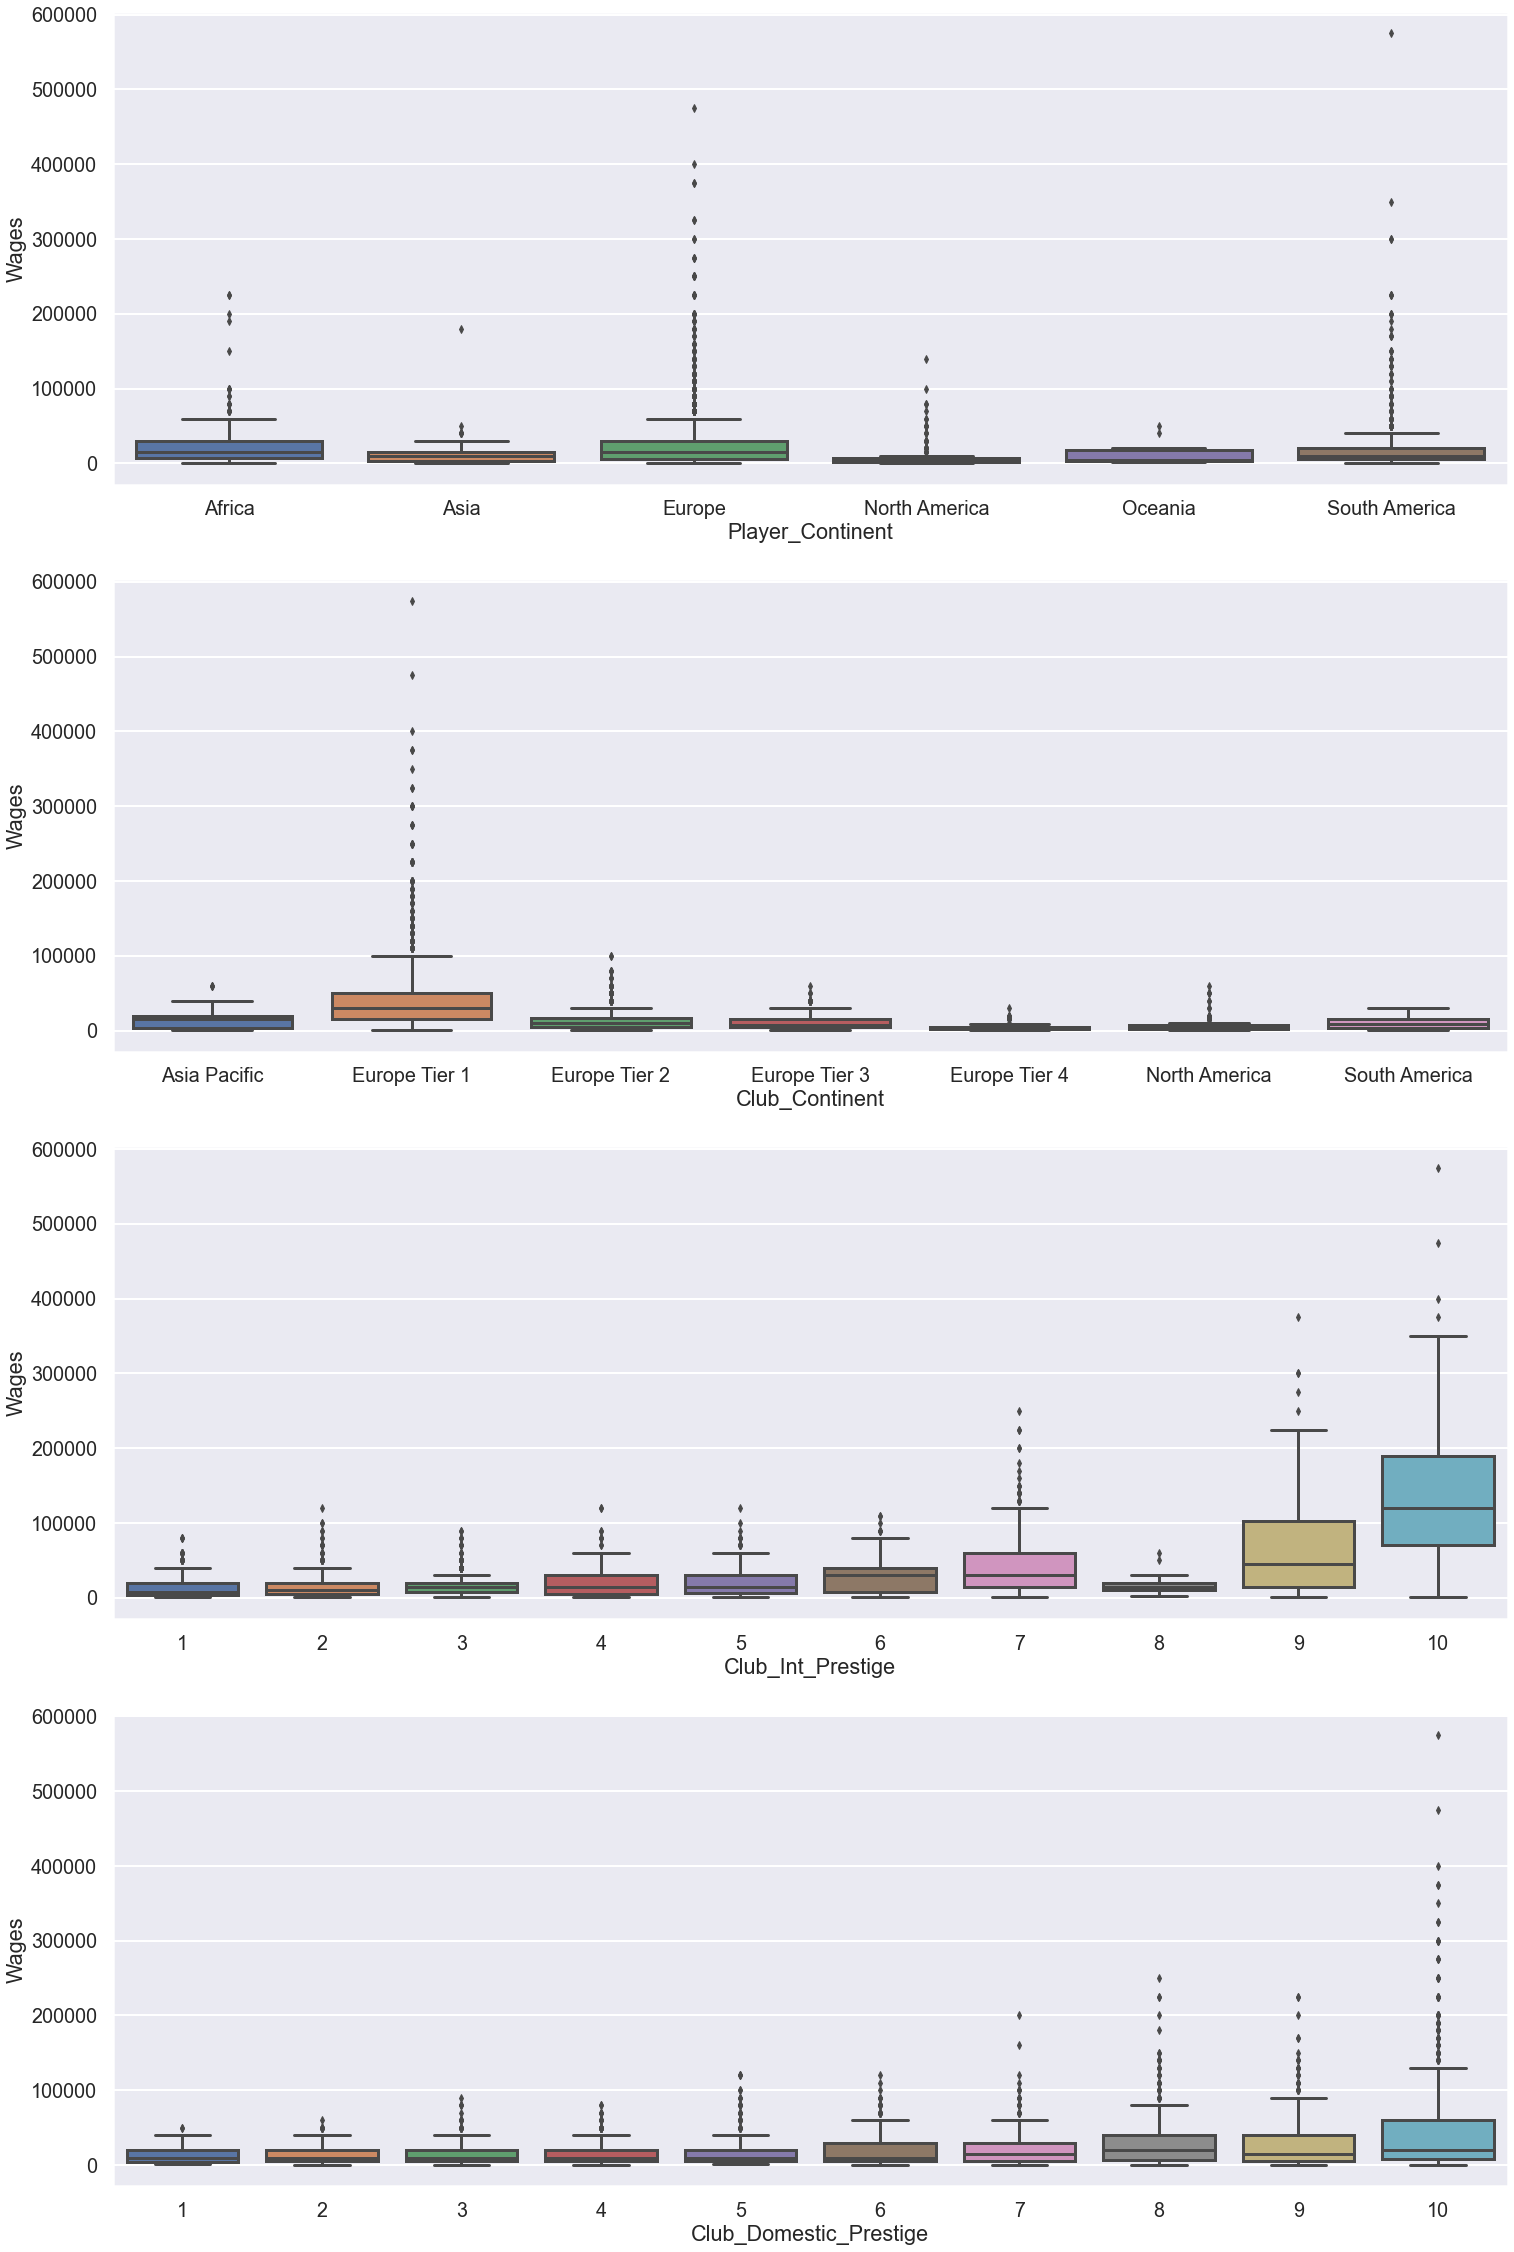 600000
500000
400000
300000
200000
100000
0
Wages
Africa Asia Europe North America Oceania South America
Player_Continent
600000
500000
400000
300000
200000
100000
0
Wages
Asia Pacific Europe Tier 1 Europe Tier 2 Europe Tier 3 Europe Tier 4 North America South America
Club_Continent
600000
500000
400000
300000
200000
100000
0
Wages
1 2 3 4 5 6 7 8 9 10
Club_Int_Prestige
600000
500000
400000
300000
200000
100000
0
Wages
1 2 3 4 5 6 7 8 9 10
Club_Domestic_Prestige